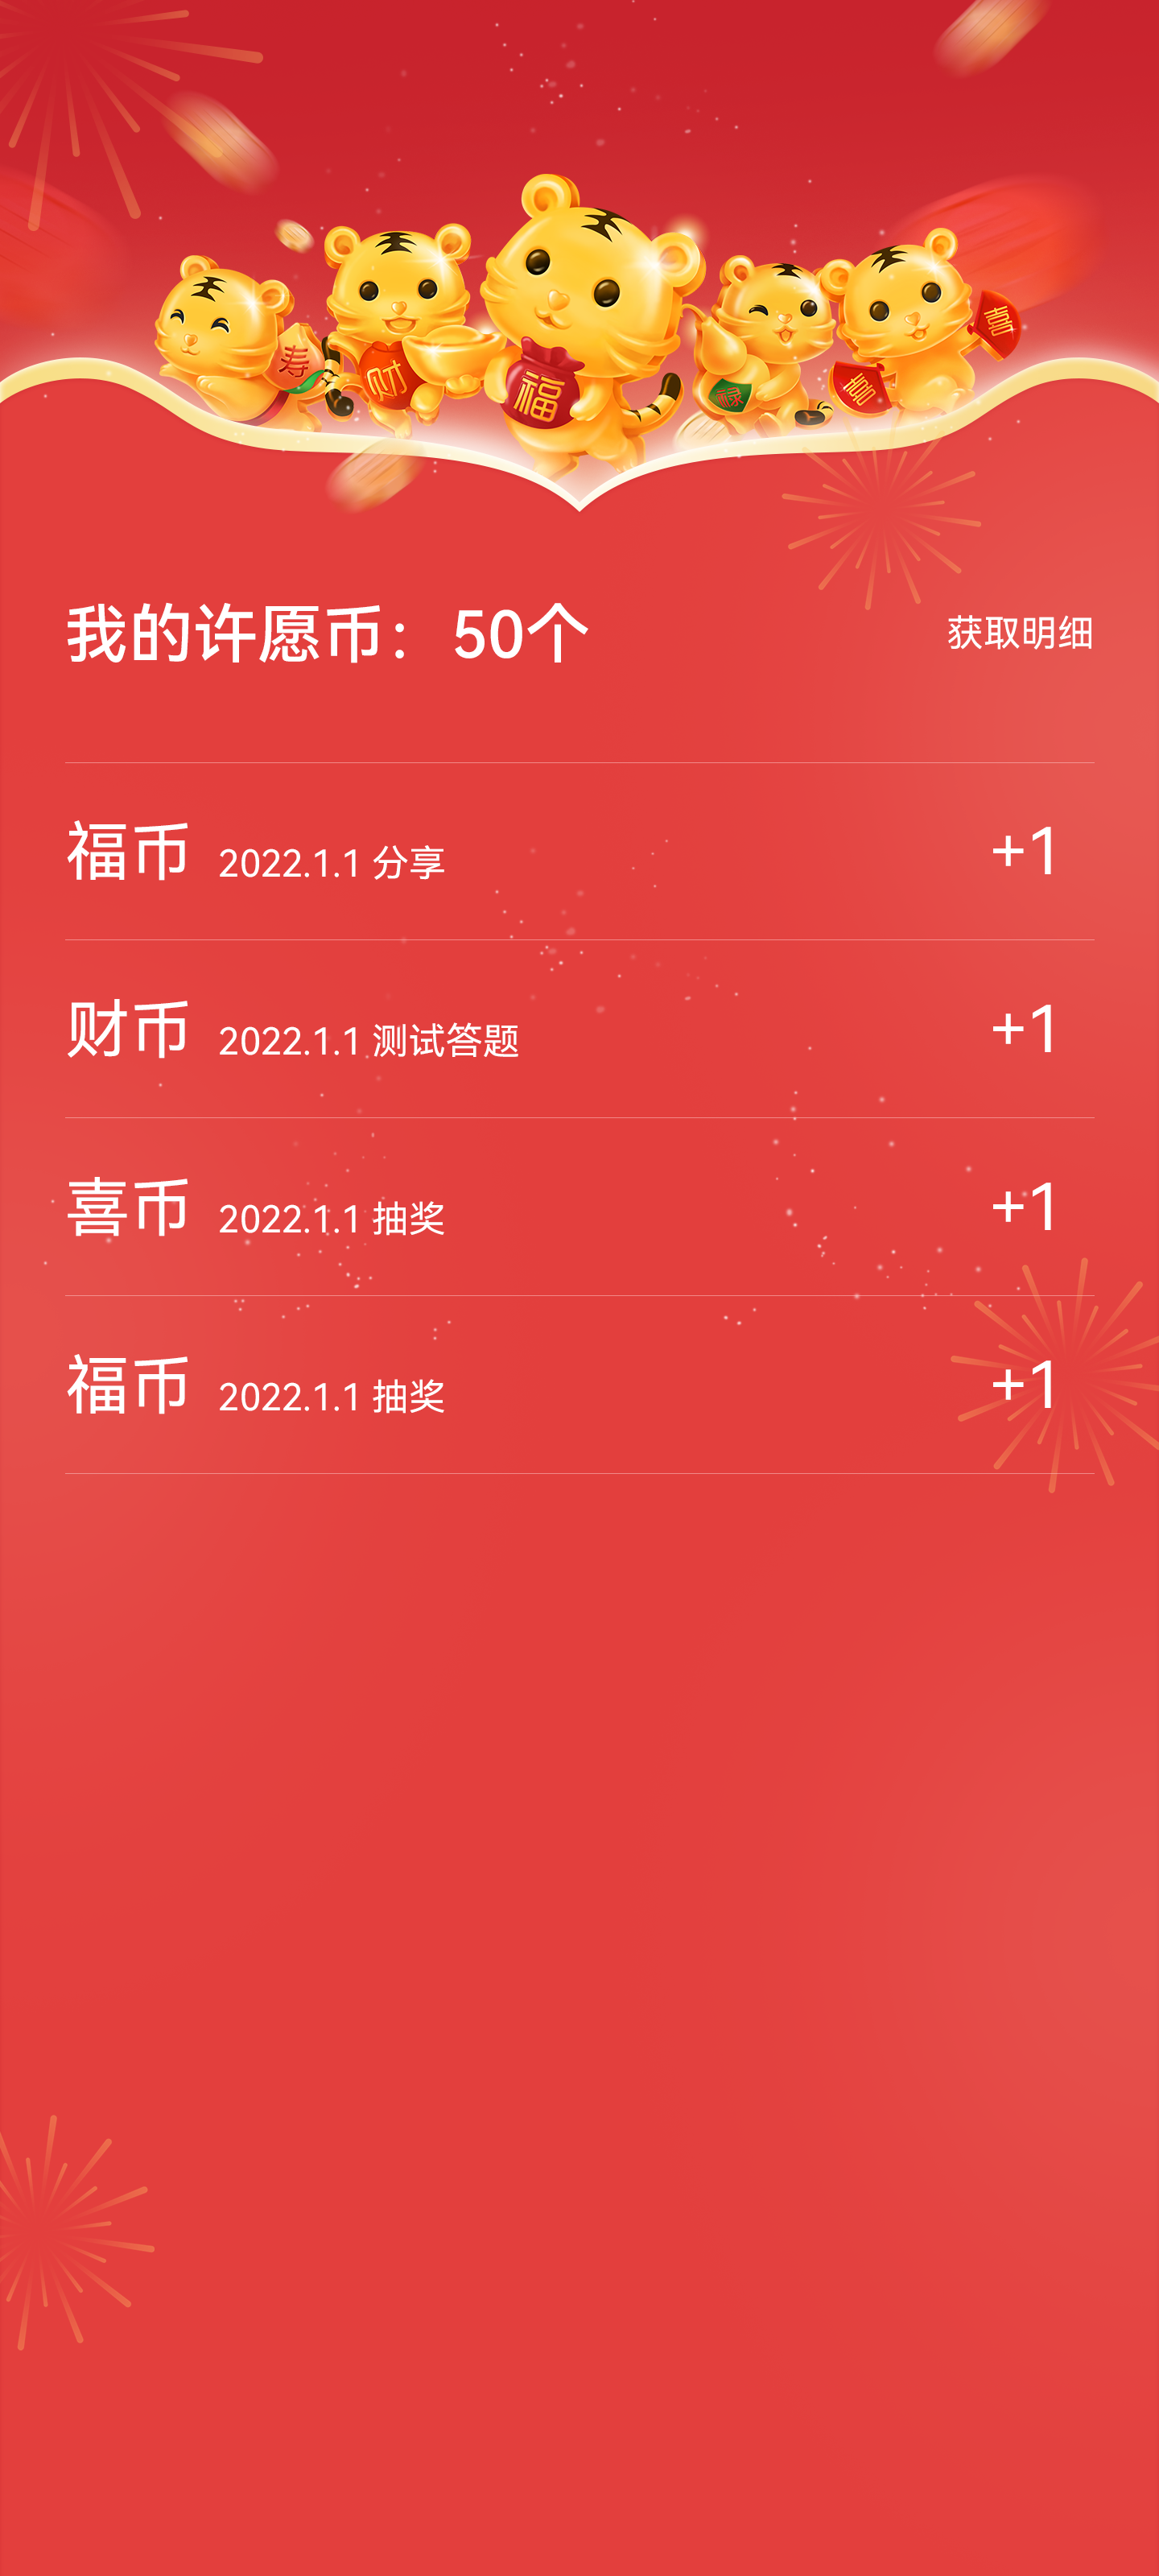 寿
财
福
禄
喜
喜
我的许愿币：50个
获取明细
福币 2022.1.1 分享 +1
财币 2022.1.1 测试答题 +1
喜币 2022.1.1 抽奖 +1
福币 2022.1.1 抽奖 +1